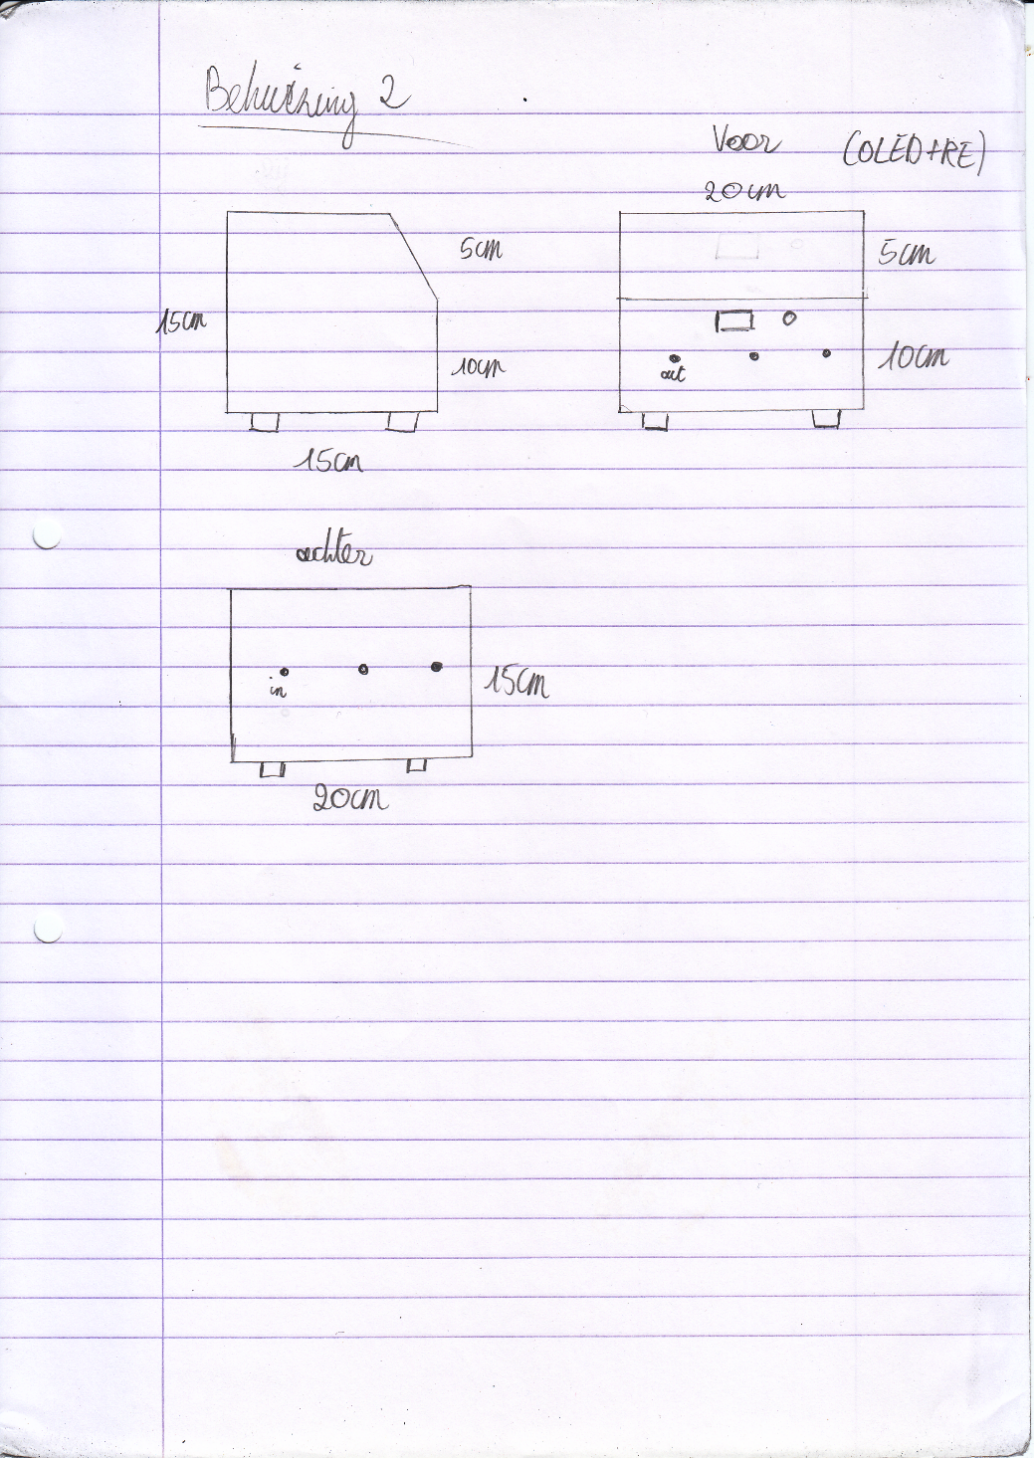 Behuizing 2
Voor (OLED+RE)
20cm
5cm
15cm
10cm
15cm
5cm
out
10cm
achter
in
15cm
20cm